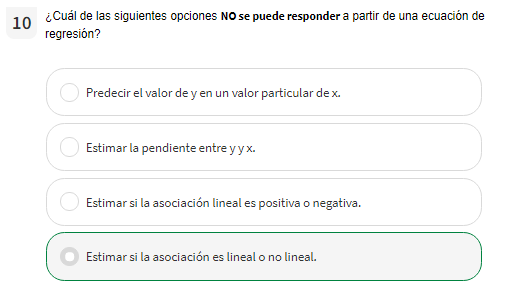 10
¿Cuál de las siguientes opciones NO se puede responder a partir de una ecuación de
regresión?
Predecir el valor de y en un valor particular de x.
Estimar la pendiente entre y y x.
Estimar si la asociación lineal es positiva o negativa.
Estimar si la asociación es lineal o no lineal.